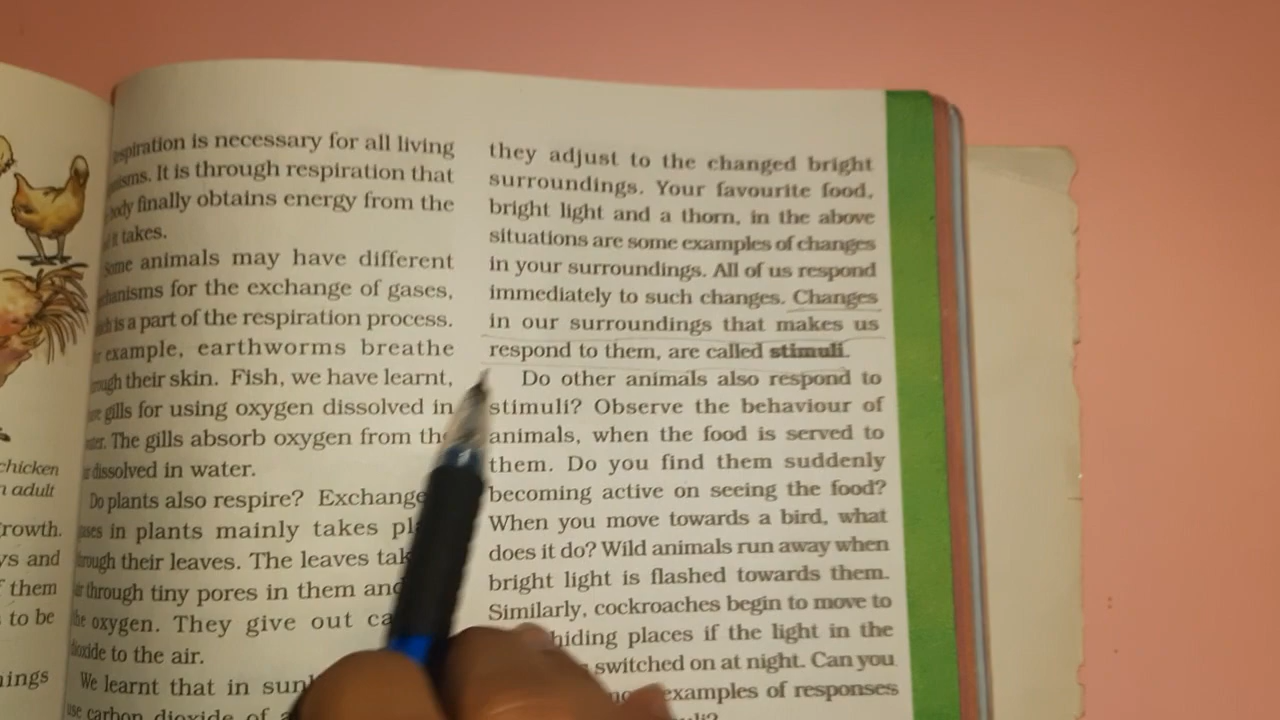 chicken
adult
growth.
and
them
to be
is necessary for all living
It is through respiration that
body finally obtains energy from the
it takes.
Some animals may have different
mechanisms for the exchange of gases,
is a part of the respiration process.
example, earthworms breathe
through their skin. Fish, we have learnt,
gills for using oxygen dissolved in
The gills absorb oxygen from the
dissolved in water.
Do plants also respire? Exchange
in plants mainly takes
through their leaves. The leaves
air through tiny pores in them and
the oxygen. They give out
dioxide to the air.
We learnt that in
use carbon dioxide of
they adjust to the changed bright
surroundings. Your favourite food,
bright light and a thorn, in the above
situations are some examples of changes
in your surroundings. All of us respond
immediately to such changes. Changes
in our surroundings that makes us
respond to them, are called stimuli.
Do other animals also respond to
stimuli? Observe the behaviour of
animals, when the food is served to
them. Do you find them suddenly
becoming active on seeing the food?
When you move towards a bird, what
does it do? Wild animals run away when
bright light is flashed towards them.
Similarly, cockroaches begin to move to
hiding places if the light in the
switched on at night. Can you
examples of responses